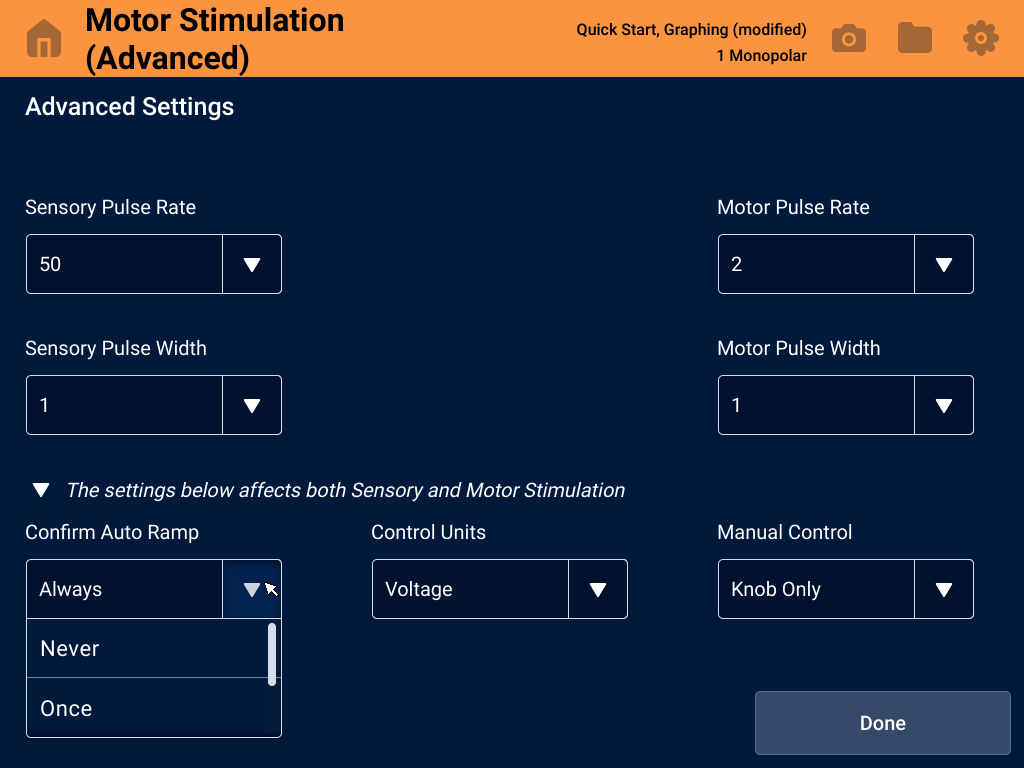 Motor Stimulation
(Advanced)
Quick Start, Graphing (modified)
1 Monopolar
Advanced Settings
Sensory Pulse Rate
Motor Pulse Rate
50
2
Sensory Pulse Width
Motor Pulse Width
1
1
The settings below affects both Sensory and Motor Stimulation
Confirm Auto Ramp
Control Units
Manual Control
Always
Voltage
Knob Only
Never
Once
Done